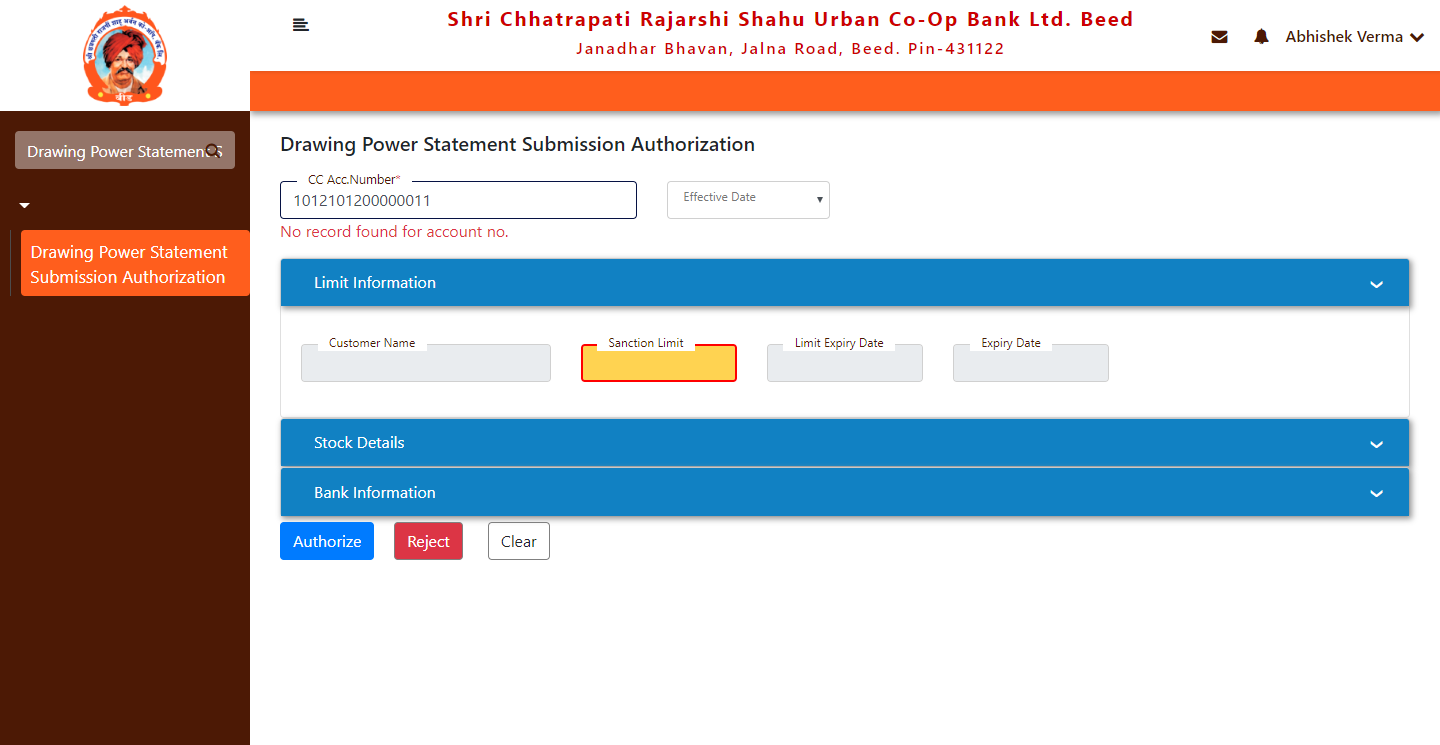 Shri Chhatrapati Rajarshi Shahu Urban Co-Op Bank Ltd. Beed
Janadhar Bhavan, Jalna Road, Beed. Pin-431122
Abhishek Verma
बीड
Drawing Power Statement S
Drawing Power Statement
Submission Authorization
Drawing Power Statement Submission Authorization
CC Acc.Number*
1012101200000011
Effective Date
No record found for account no.
Limit Information
Customer Name
Sanction Limit
Limit Expiry Date
Expiry Date
Stock Details
Bank Information
Authorize
Reject
Clear